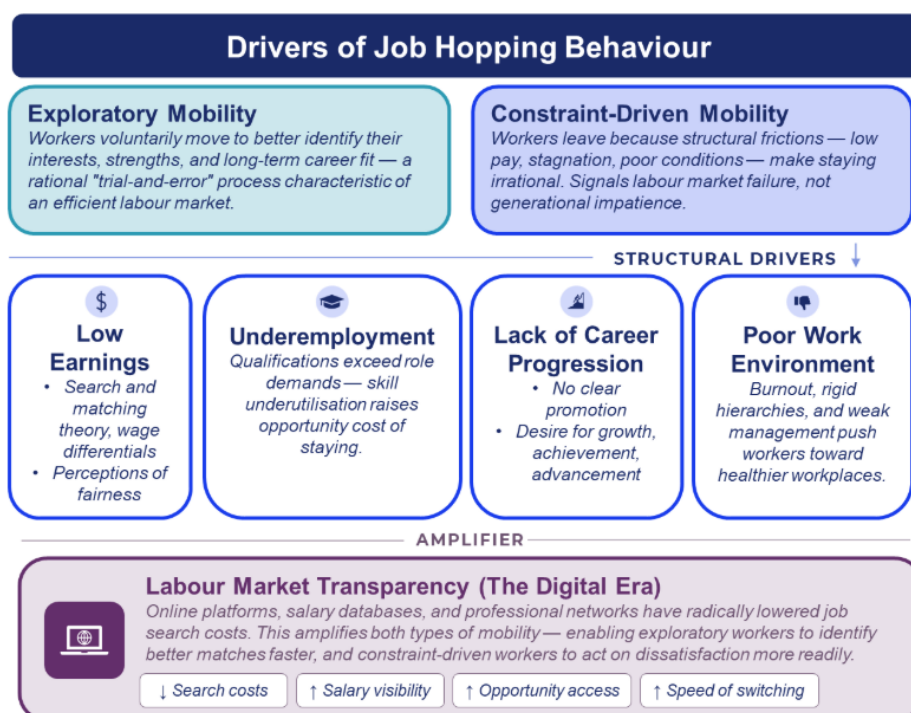 Drivers of Job Hopping Behaviour
Exploratory Mobility
Workers voluntarily move to better identify their
interests, strengths, and long-term career fit — a
rational "trial-and-error" process characteristic of
an efficient labour market.
Constraint-Driven Mobility
Workers leave because structural frictions — low
pay, stagnation, poor conditions — make staying
irrational. Signals labour market failure, not
generational impatience.
STRUCTURAL DRIVERS ↓
$
Low
Earnings
• Search and
matching
theory, wage
differentials
• Perceptions of
fairness
Underemployment
Qualifications exceed role
demands — skill
underutilisation raises
opportunity cost of
staying.
Lack of Career
Progression
• No clear
promotion
• Desire for growth,
achievement,
advancement
Poor Work
Environment
Burnout, rigid
hierarchies, and weak
management push
workers toward
healthier workplaces.
AMPLIFIER
Labour Market Transparency (The Digital Era)
Online platforms, salary databases, and professional networks have radically lowered job
search costs. This amplifies both types of mobility — enabling exploratory workers to identify
better matches faster, and constraint-driven workers to act on dissatisfaction more readily.
↓ Search costs
↑ Salary visibility
↑ Opportunity access
↑ Speed of switching